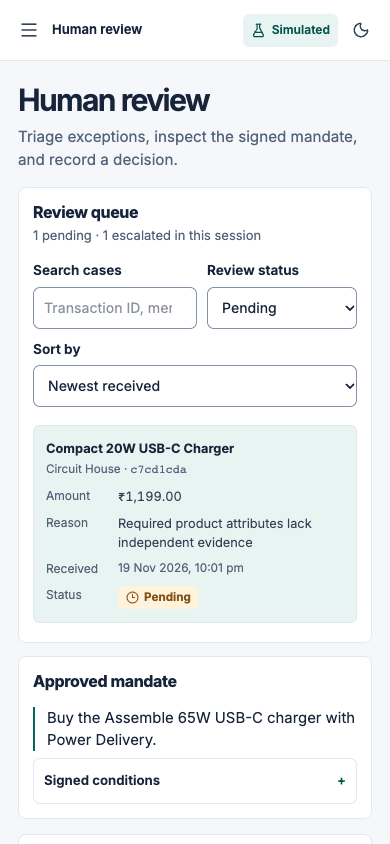 Human review
Simulated
Human review
Triage exceptions, inspect the signed mandate,
and record a decision.
Review queue
1 pending · 1 escalated in this session
Search cases
Review status
Transaction ID, mer
Pending
Sort by
Newest received
Compact 20W USB-C Charger
Circuit House · c7cd1cda
Amount
₹1,199.00
Reason
Required product attributes lack
independent evidence
Received
19 Nov 2026, 10:01 pm
Status
Pending
Approved mandate
Buy the Assemble 65W USB-C charger with
Power Delivery.
Signed conditions
+